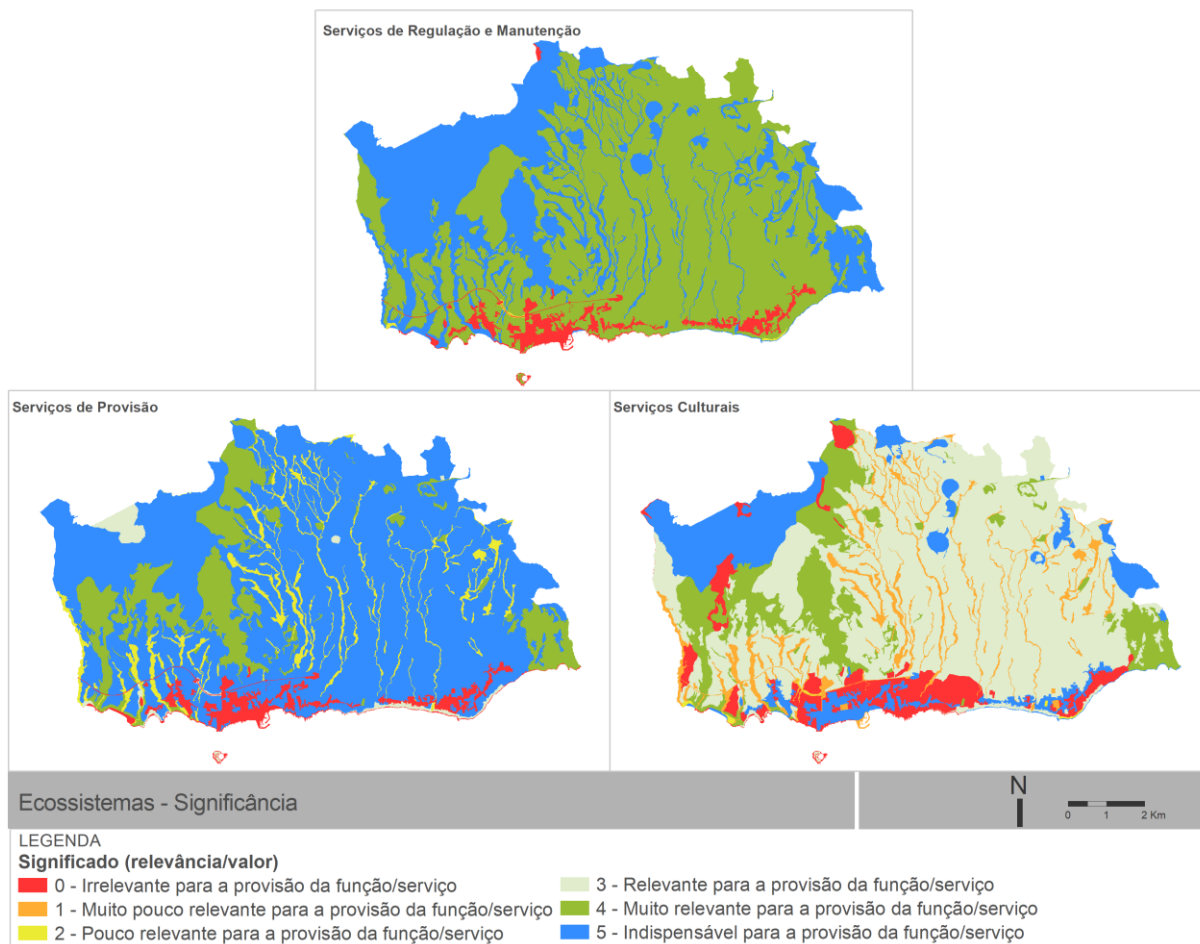 Serviços de Regulação e Manutenção
Serviços de Provisão
Serviços Culturais
Ecossistemas - Significância
N
0 1 2 Km
LEGENDA
Significado (relevância/valor)
0 - Irrelevante para a provisão da função/serviço
1 - Muito pouco relevante para a provisão da função/serviço
2 - Pouco relevante para a provisão da função/serviço
3 - Relevante para a provisão da função/serviço
4 - Muito relevante para a provisão da função/serviço
5 - Indispensável para a provisão da função/serviço